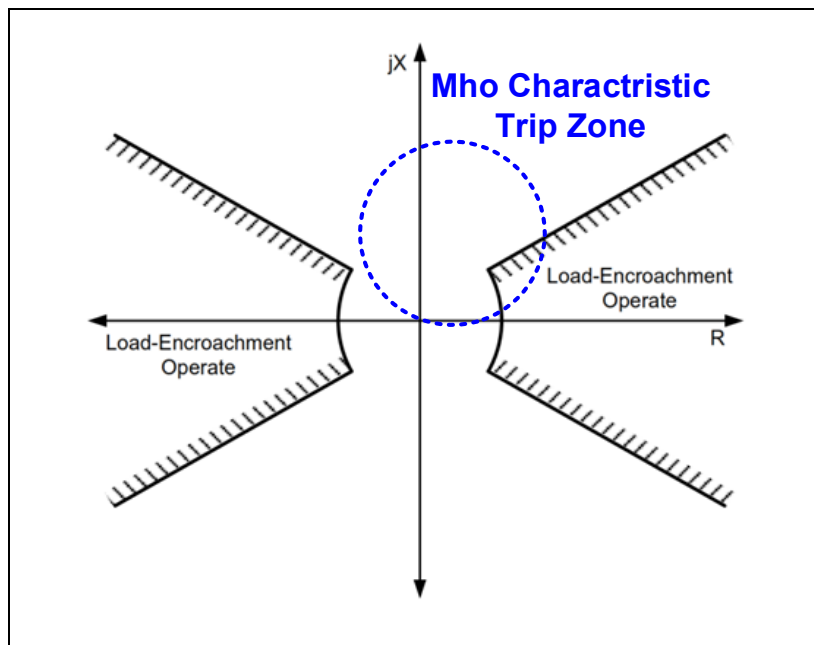 jX
Mho Charactristic
Trip Zone
Load-Encroachment
Operate
R
Load-Encroachment
Operate